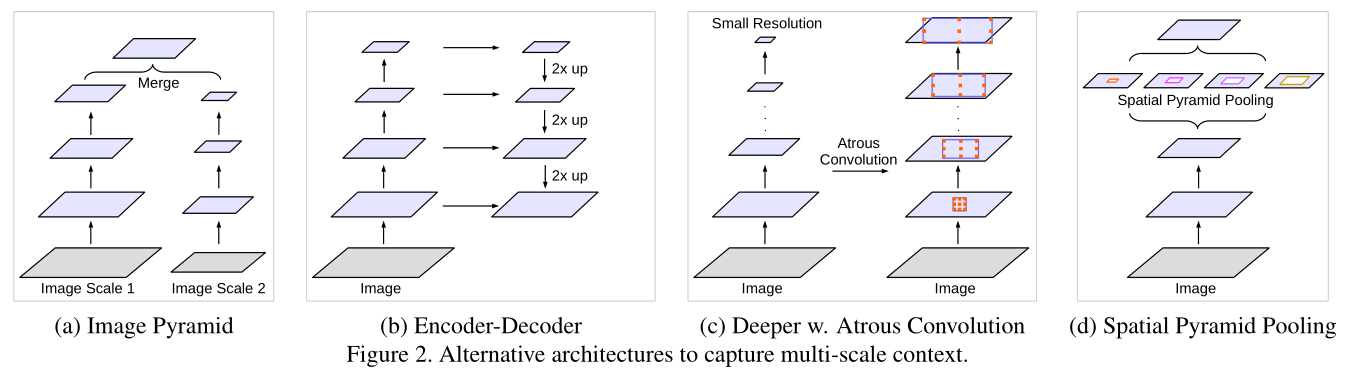 Merge
Image Scale 1
Image Scale 2
(a) Image Pyramid
2x up
2x up
2x up
Image
(b) Encoder-Decoder
Small Resolution
Atrous
Convolution
Image
Image
(c) Deeper w. Atrous Convolution
Spatial Pyramid Pooling
Image
(d) Spatial Pyramid Pooling
Figure 2. Alternative architectures to capture multi-scale context.